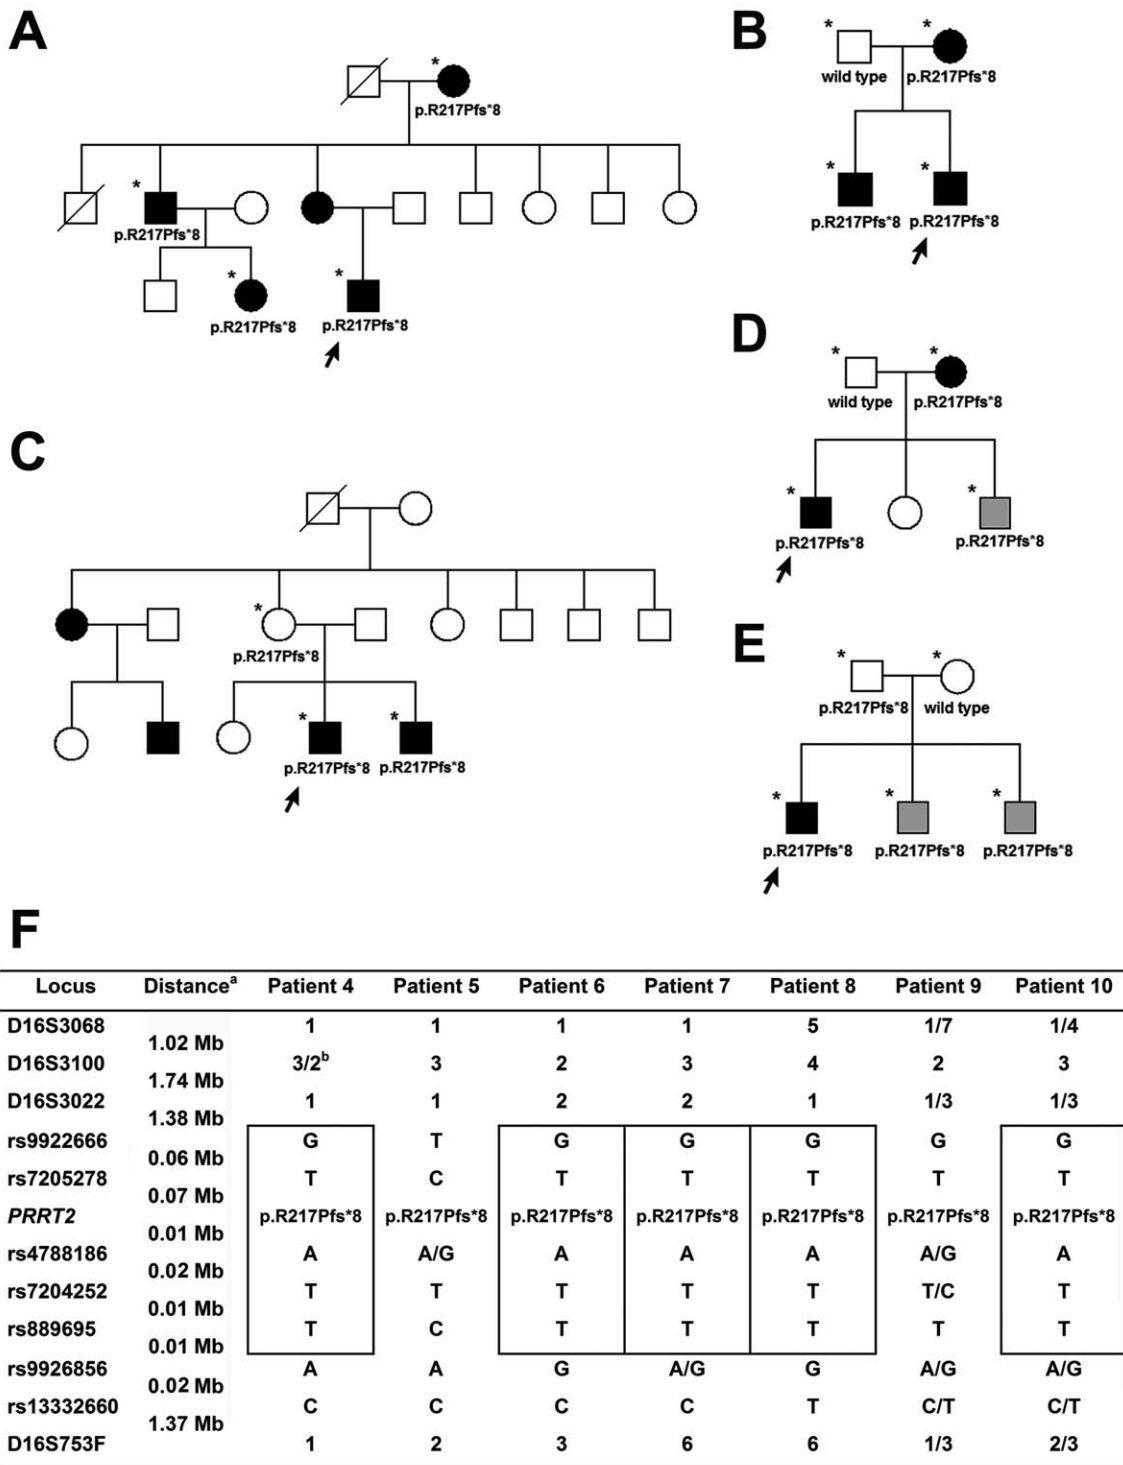 A
*
p.R217Pfs*8
*
p.R217Pfs*8
*
p.R217Pfs*8
*
p.R217Pfs*8
B
* *
wild type p.R217Pfs*8
* *
p.R217Pfs*8 p.R217Pfs*8
C
*
p.R217Pfs*8
* *
p.R217Pfs*8 p.R217Pfs*8
D
* *
wild type p.R217Pfs*8
* *
p.R217Pfs*8 p.R217Pfs*8
E
* *
p.R217Pfs*8 wild type
* * *
p.R217Pfs*8 p.R217Pfs*8 p.R217Pfs*8
F
Locus Distancea Patient 4 Patient 5 Patient 6 Patient 7 Patient 8 Patient 9 Patient 10
D16S3068 1 1 1 1 5 1/7 1/4
1.02 Mb
D16S3100 3/2b 3 2 3 4 2 3
1.74 Mb
D16S3022 1 1 2 2 1 1/3 1/3
1.38 Mb
rs9922666 G T G G G G G
0.06 Mb
rs7205278 T C T T T T T
0.07 Mb
PRRT2 p.R217Pfs*8 p.R217Pfs*8 p.R217Pfs*8 p.R217Pfs*8 p.R217Pfs*8 p.R217Pfs*8 p.R217Pfs*8
0.01 Mb
rs4788186 A A/G A A A A/G A
0.02 Mb
rs7204252 T T T T T T/C T
0.01 Mb
rs889695 T C T T T T T
0.01 Mb
rs9926856 A A G A/G G A/G A/G
0.02 Mb
rs13332660 C C C C T C/T C/T
1.37 Mb
D16S753F 1 2 3 6 6 1/3 2/3